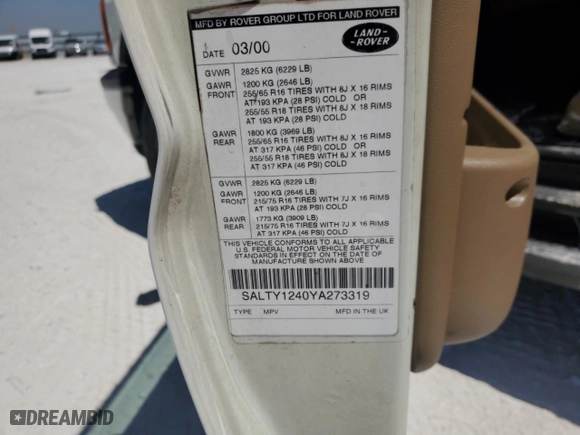 MFD BY ROVER GROUP LTD FOR LAND ROVER
DATE 03/00
LAND-
-ROVER
GVWR 2825 KG (6229 LB)
GAWR FRONT 1200 KG (2646 LB)
255/65 R16 TIRES WITH 8J X 16 RIMS
AT 193 KPA (28 PSI) COLD OR
255/55 R18 TIRES WITH 8J X 18 RIMS
AT 193 KPA (28 PSI) COLD
GAWR REAR 1800 KG (3969 LB)
255/65 R16 TIRES WITH 8J X 16 RIMS
AT 317 KPA (46 PSI) COLD OR
255/55 R18 TIRES WITH 8J X 18 RIMS
AT 317 KPA (46 PSI) COLD
GVWR 2825 KG (6229 LB)
GAWR FRONT 1200 KG (2646 LB)
215/75 R16 TIRES WITH 7J X 16 RIMS
AT 193 KPA (28 PSI) COLD
GAWR REAR 1773 KG (3909 LB)
215/75 R16 TIRES WITH 7J X 16 RIMS
AT 317 KPA (46 PSI) COLD
THIS VEHICLE CONFORMS TO ALL APPLICABLE
U.S. FEDERAL MOTOR VEHICLE SAFETY
STANDARDS IN EFFECT ON THE DATE OF
MANUFACTURE SHOWN ABOVE
SALTY1240YA273319
TYPE MPV MFD IN THE UK
DREAMBID